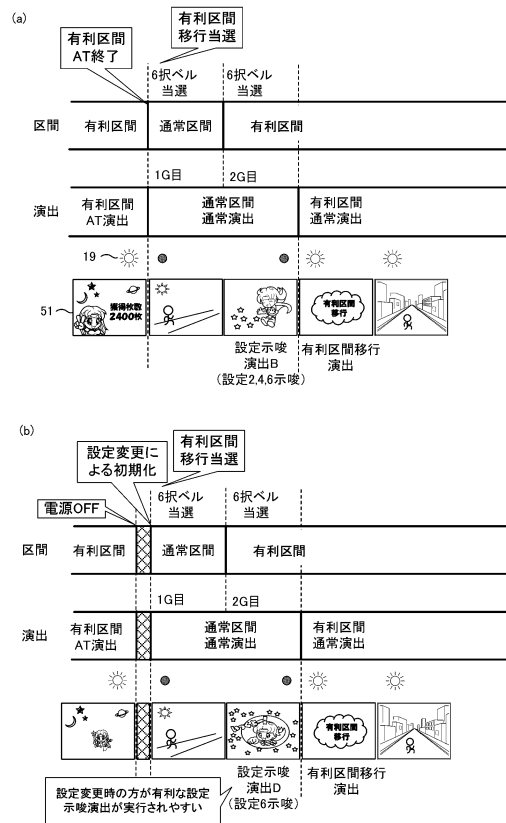 (a)
有利区間
移行当選
有利区間
AT終了
6択ベル
当選
6択ベル
当選
区間
有利区間
通常区間
有利区間
1G目
2G目
演出
有利区間
AT演出
通常区間
通常演出
有利区間
通常演出
19
51
獲得枚数
2400枚
有利区間
移行
設定示唆
演出B
(設定2,4,6示唆)
有利区間移行
演出
(b)
設定変更に
よる初期化
有利区間
移行当選
電源OFF
6択ベル
当選
6択ベル
当選
区間
有利区間
通常区間
有利区間
1G目
2G目
演出
有利区間
AT演出
通常区間
通常演出
有利区間
通常演出
有利区間
移行
設定変更時の方が有利な設定
示唆演出が実行されやすい
設定示唆
演出D
(設定6示唆)
有利区間移行
演出